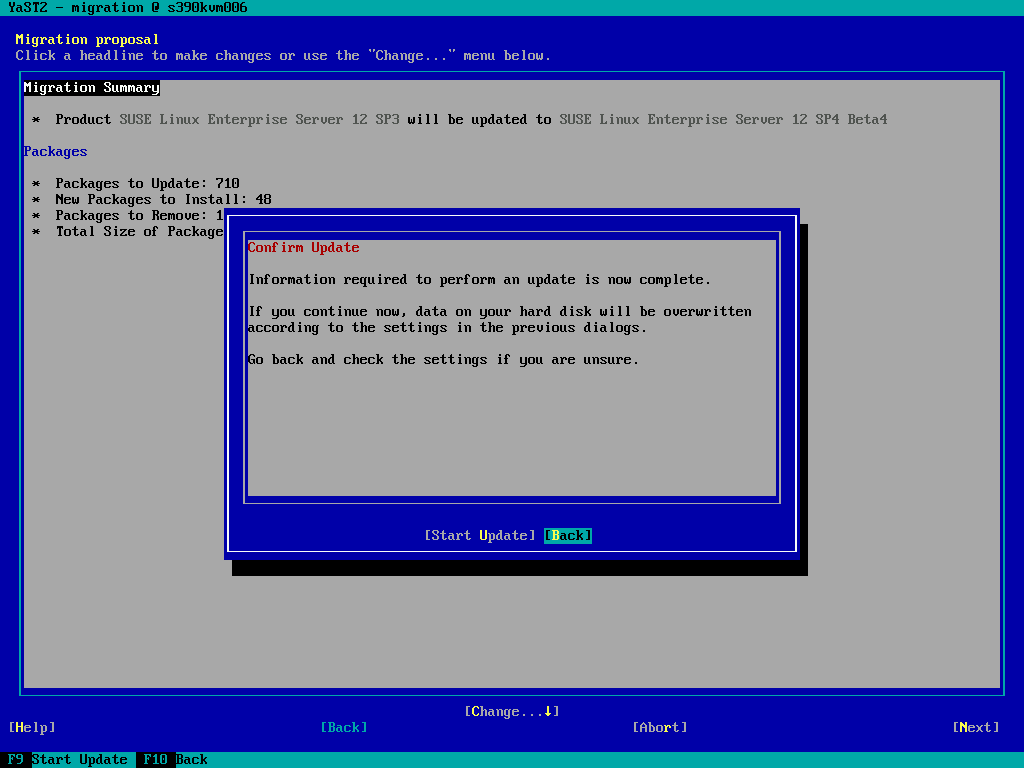 YaST2 - migration @ s390kvm006
Migration proposal
Click a headline to make changes or use the "Change..." menu below.
Migration Summary
* Product SUSE Linux Enterprise Server 12 SP3 will be updated to SUSE Linux Enterprise Server 12 SP4 Beta4
Packages
* Packages to Update: 710
* New Packages to Install: 48
* Packages to Remove: 1
* Total Size of Package
Confirm Update
Information required to perform an update is now complete.
If you continue now, data on your hard disk will be overwritten
according to the settings in the previous dialogs.
Go back and check the settings if you are unsure.
[Start Update] [Back]
[Change...↓]
[Help] [Back] [Abort] [Next]
F9 Start Update F10 Back